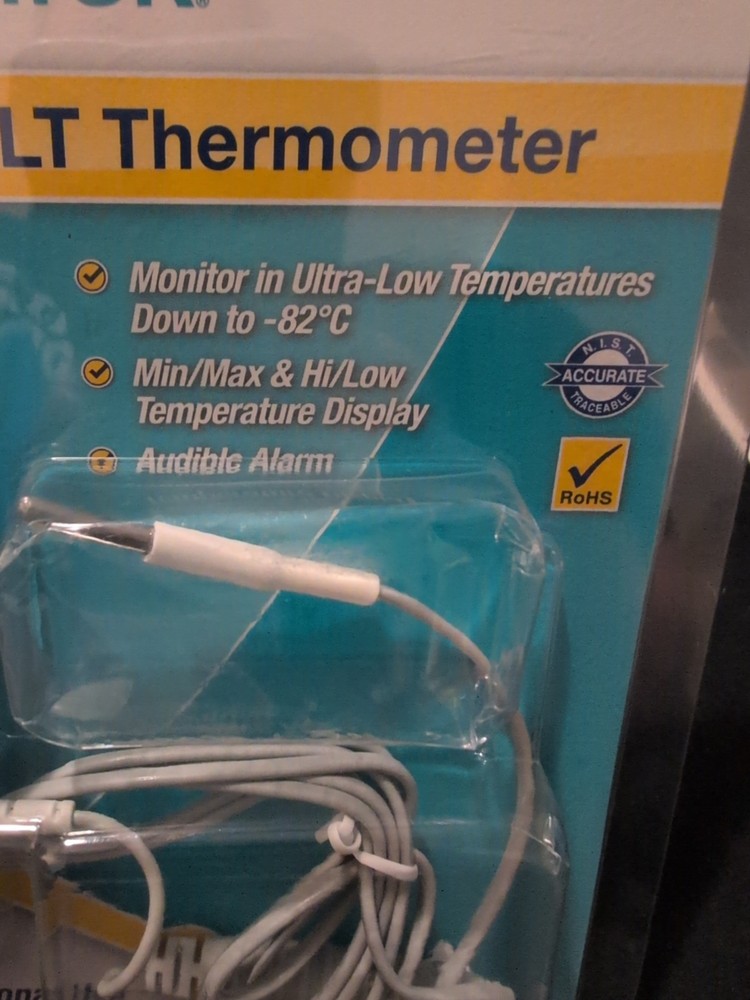 LT Thermometer
Monitor in Ultra-Low Temperatures
Down to -82°C
Min/Max & Hi/Low
Temperature Display
Audible Alarm
N.I.S.T.
ACCURATE
TRACEABLE
RoHS